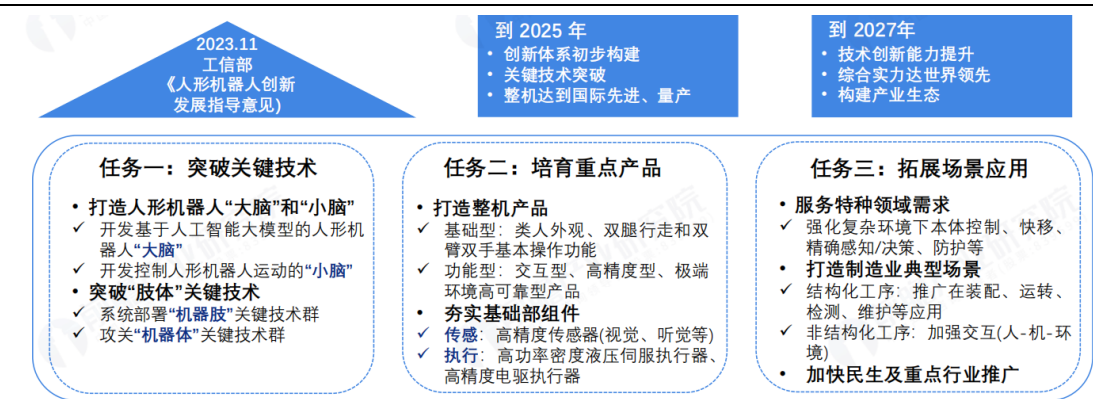 2023.11
工信部
《人形机器人创新
发展指导意见)
到 2025 年
• 创新体系初步构建
• 关键技术突破
• 整机达到国际先进、量产
到 2027年
• 技术创新能力提升
• 综合实力达世界领先
• 构建产业生态
任务一：突破关键技术
• 打造人形机器人“大脑”和“小脑”
✓ 开发基于人工智能大模型的人形机
器人“大脑”
✓ 开发控制人形机器人运动的“小脑”
• 突破“肢体”关键技术
✓ 系统部署“机器肢”关键技术群
✓ 攻关“机器体”关键技术群
任务二：培育重点产品
• 打造整机产品
✓ 基础型：类人外观、双腿行走和双
臂双手基本操作功能
✓ 功能型：交互型、高精度型、极端
环境高可靠型产品
• 夯实基础部组件
✓ 传感：高精度传感器(视觉、听觉等)
✓ 执行：高功率密度液压伺服执行器、
高精度电驱执行器
任务三：拓展场景应用
• 服务特种领域需求
✓ 强化复杂环境下本体控制、快移、
精确感知/决策、防护等
• 打造制造业典型场景
✓ 结构化工序：推广在装配、运转、
检测、维护等应用
✓ 非结构化工序：加强交互(人-机-环
境)
• 加快民生及重点行业推广